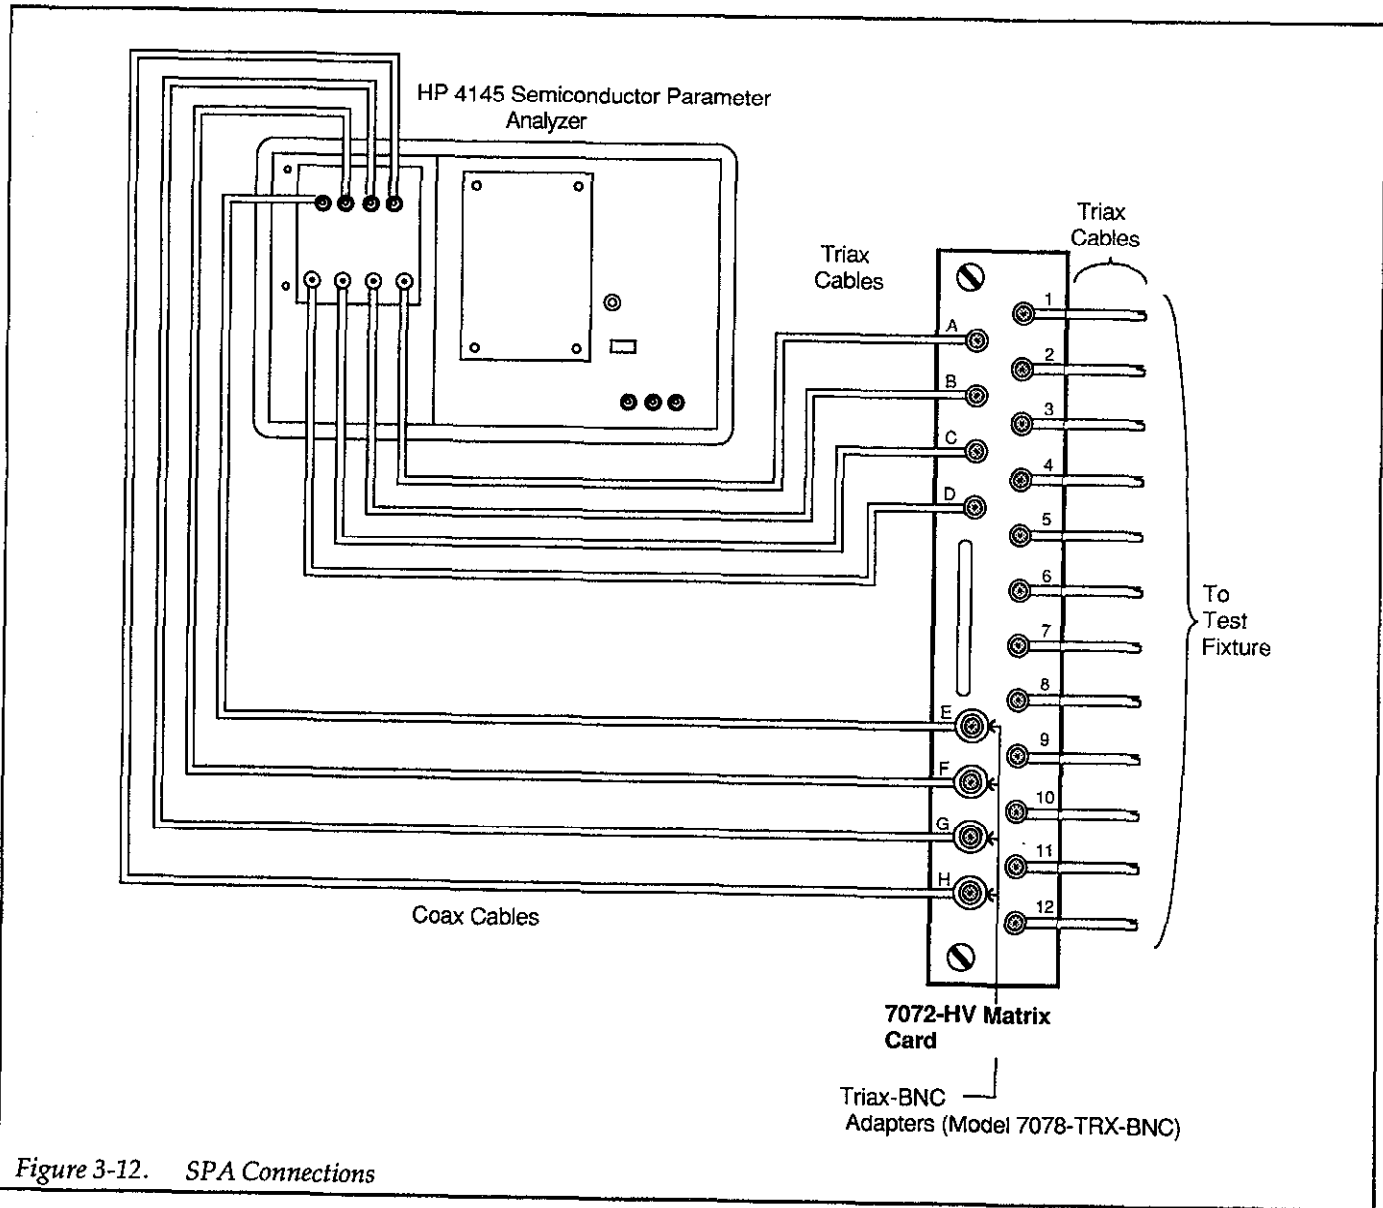 HP 4145 Semiconductor Parameter
Analyzer
Triax
Cables
Triax
Cables
A
B
C
D
E
F
G
H
1
2
3
4
5
6
7
8
9
10
11
12
To
Test
Fixture
Coax Cables
7072-HV Matrix
Card
Triax-BNC
Adapters (Model 7078-TRX-BNC)
Figure 3-12. SPA Connections